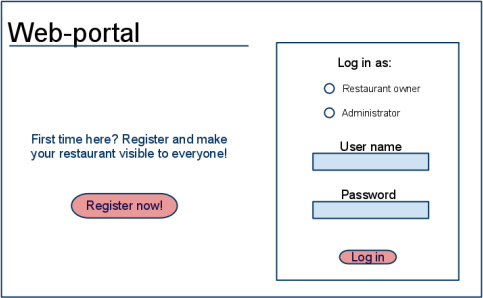 Web-portal
First time here? Register and make
your restaurant visible to everyone!
Register now!
Log in as:
Restaurant owner
Administrator
User name
Password
Log in